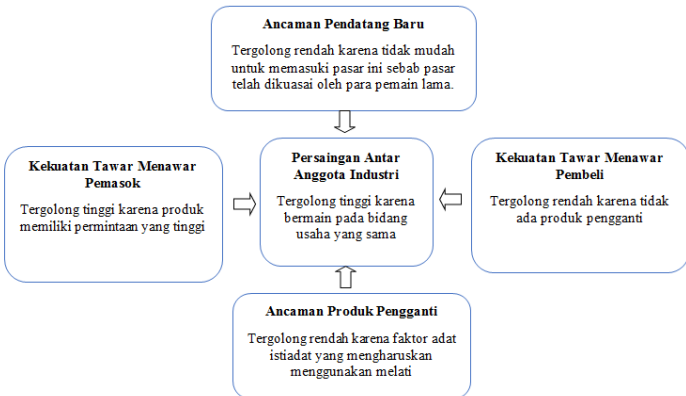 Ancaman Pendatang Baru
Tergolong rendah karena tidak mudah
untuk memasuki pasar ini sebab pasar
telah dikuasai oleh para pemain lama.
Kekuatan Tawar Menawar
Pemasok
Tergolong tinggi karena produk
memiliki permintaan yang tinggi
Persaingan Antar
Anggota Industri
Tergolong tinggi karena
bermain pada bidang
usaha yang sama
Kekuatan Tawar Menawar
Pembeli
Tergolong rendah karena tidak
ada produk pengganti
Ancaman Produk Pengganti
Tergolong rendah karena faktor adat
istiadat yang mengharuskan
menggunakan melati